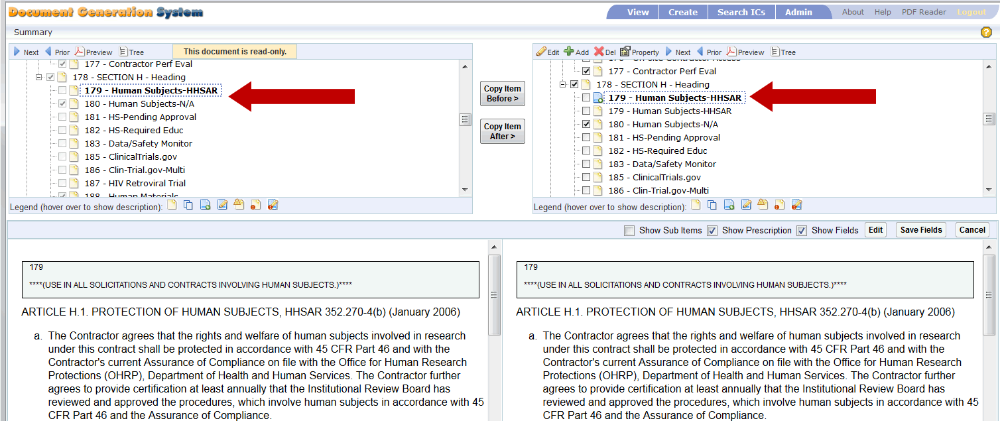 Document Generation System
View Create Search ICs Admin About Help PDF Reader Logout
Summary
Next Prior Preview Tree This document is read-only.
177 - Contractor Perf Eval
178 - SECTION H - Heading
179 - Human Subjects-HHSAR
180 - Human Subjects-N/A
181 - HS-Pending Approval
182 - HS-Required Educ
183 - Data/Safety Monitor
185 - ClinicalTrials.gov
186 - Clin-Trial.gov-Multi
187 - HIV Retroviral Trial
188 - Human Materials
Legend (hover over to show description):
Copy Item
Before >
Copy Item
After >
Edit Add Del Property Next Prior Preview Tree
176 - On-Site Contractor Access
177 - Contractor Perf Eval
178 - SECTION H - Heading
179 - Human Subjects-HHSAR
179 - Human Subjects-HHSAR
180 - Human Subjects-N/A
181 - HS-Pending Approval
182 - HS-Required Educ
183 - Data/Safety Monitor
185 - ClinicalTrials.gov
186 - Clin-Trial.gov-Multi
Legend (hover over to show description):
Show Sub Items Show Prescription Show Fields Edit Save Fields Cancel
179
****(USE IN ALL SOLICITATIONS AND CONTRACTS INVOLVING HUMAN SUBJECTS.)****
ARTICLE H.1. PROTECTION OF HUMAN SUBJECTS, HHSAR 352.270-4(b) (January 2006)
a. The Contractor agrees that the rights and welfare of human subjects involved in research
under this contract shall be protected in accordance with 45 CFR Part 46 and with the
Contractor's current Assurance of Compliance on file with the Office for Human Research
Protections (OHRP), Department of Health and Human Services. The Contractor further
agrees to provide certification at least annually that the Institutional Review Board has
reviewed and approved the procedures, which involve human subjects in accordance with 45
CFR Part 46 and the Assurance of Compliance.
179
****(USE IN ALL SOLICITATIONS AND CONTRACTS INVOLVING HUMAN SUBJECTS.)****
ARTICLE H.1. PROTECTION OF HUMAN SUBJECTS, HHSAR 352.270-4(b) (January 2006)
a. The Contractor agrees that the rights and welfare of human subjects involved in research
under this contract shall be protected in accordance with 45 CFR Part 46 and with the
Contractor's current Assurance of Compliance on file with the Office for Human Research
Protections (OHRP), Department of Health and Human Services. The Contractor further
agrees to provide certification at least annually that the Institutional Review Board has
reviewed and approved the procedures, which involve human subjects in accordance with 45
CFR Part 46 and the Assurance of Compliance.